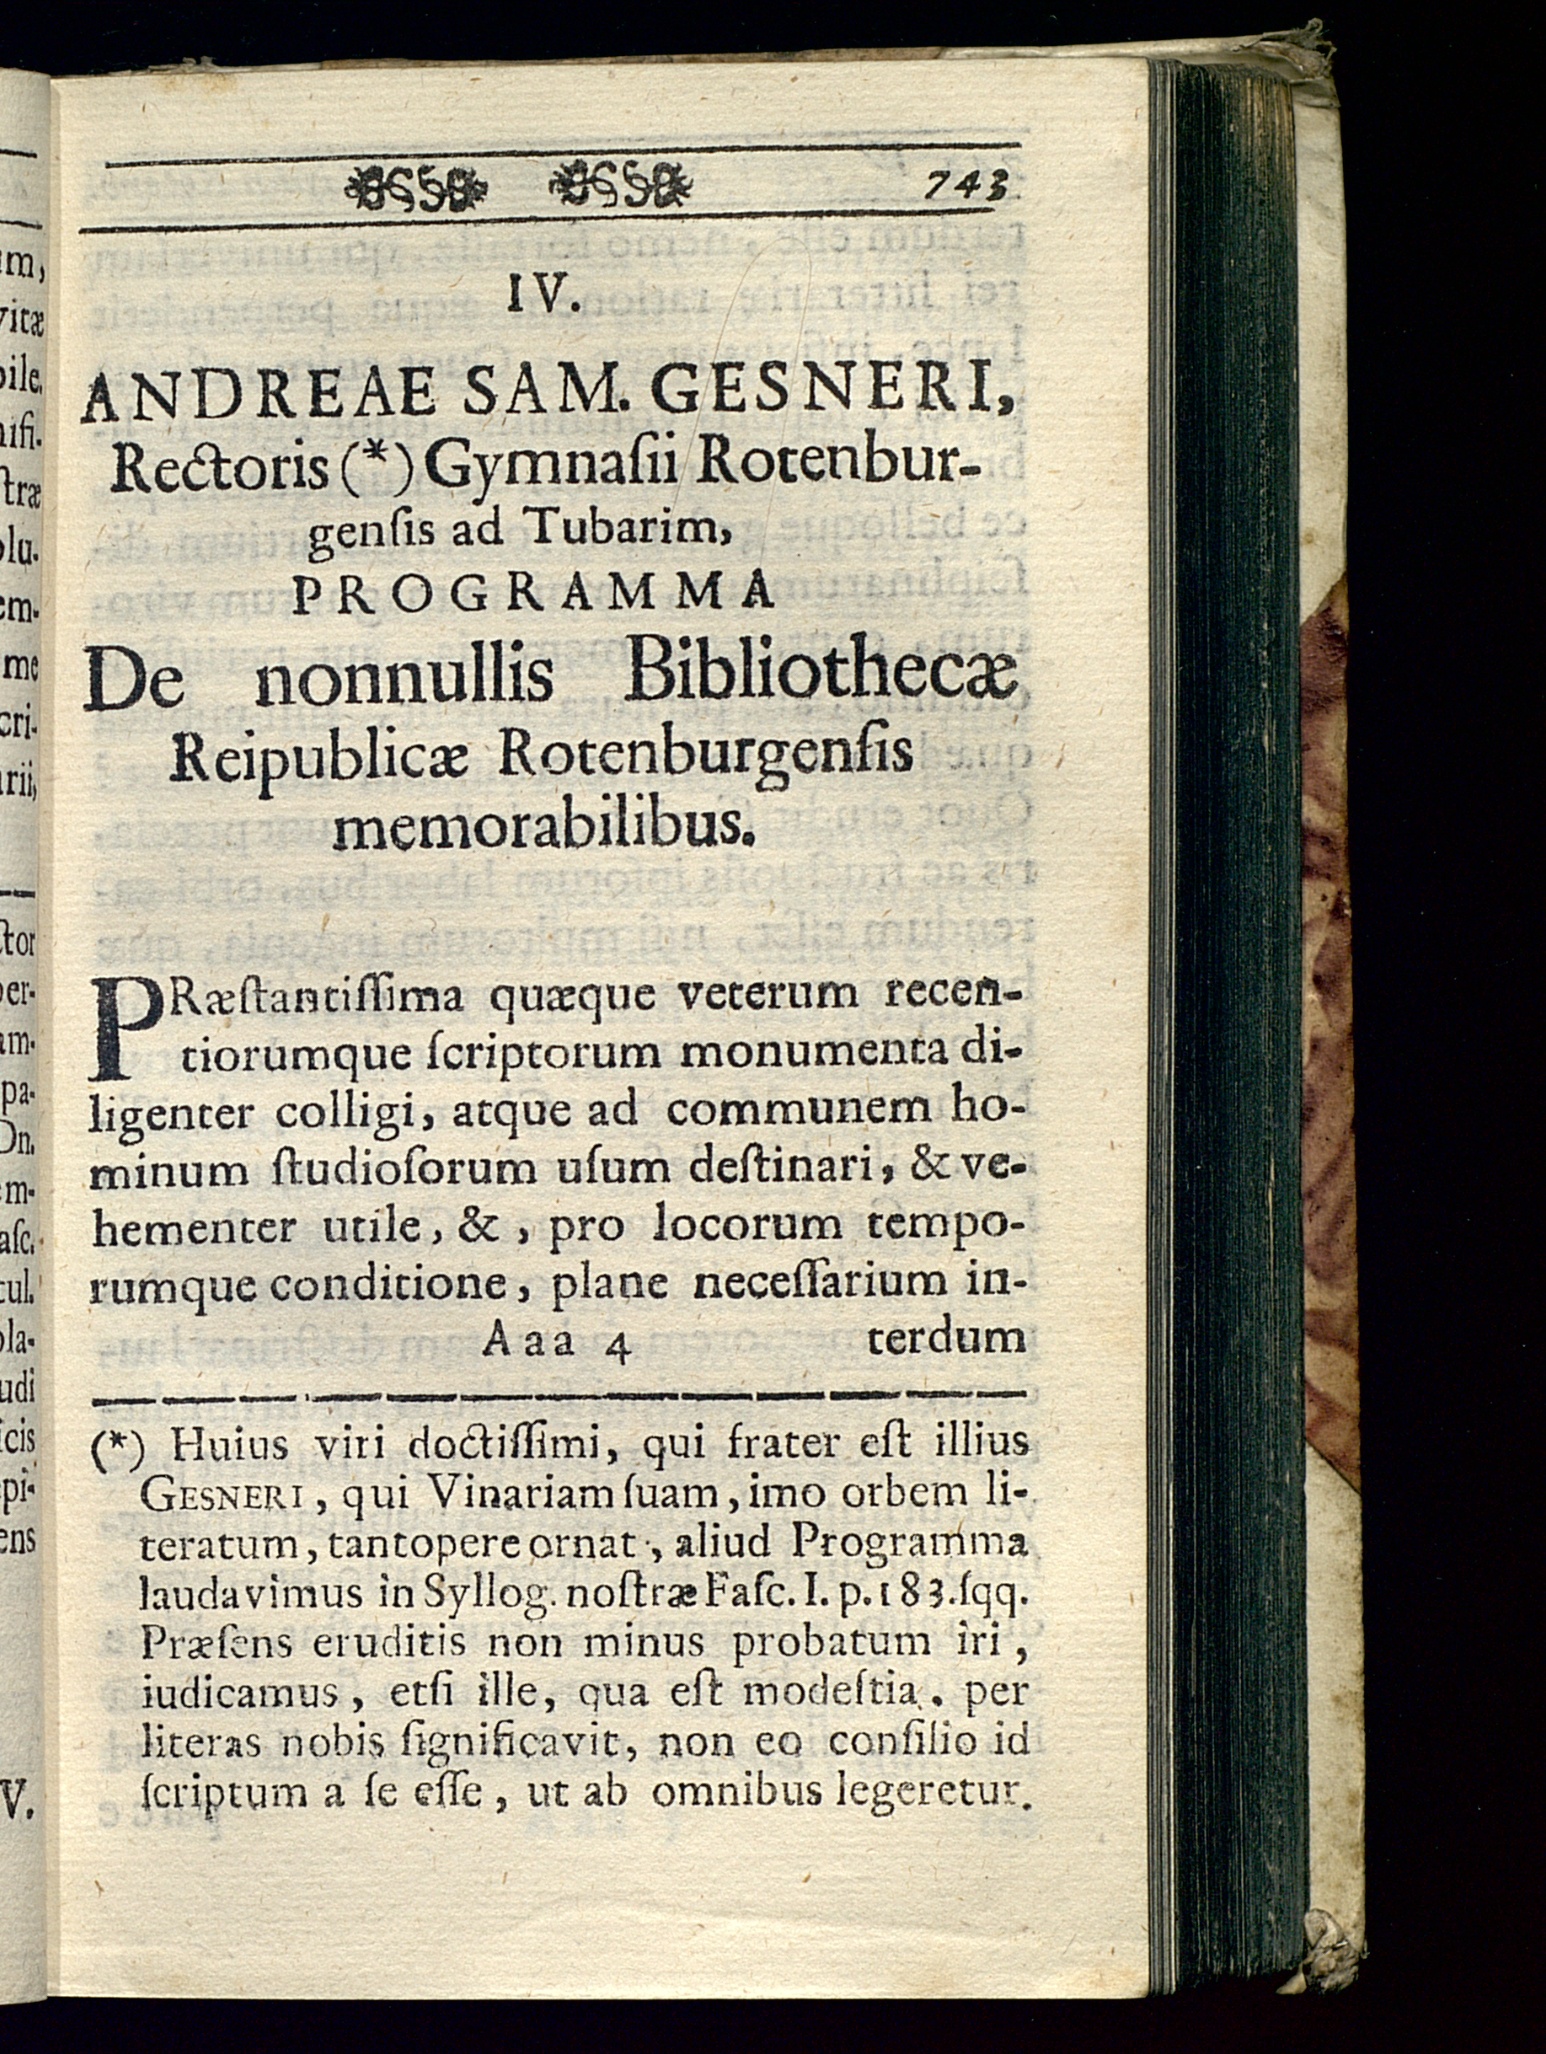 743
IV.
ANDREAE SAM. GESNERI,
Rectoris (*) Gymnaſii Rotenbur-
genſis ad Tubarim,
PROGRAMMA
De nonnullis Bibliothecæ
Reipublicæ Rotenburgenſis
memorabilibus.
PRæſtantiſſima quæque veterum recen-
tiorumque ſcriptorum monumenta di-
ligenter colligi, atque ad communem ho-
minum ſtudioſorum uſum deſtinari, & ve-
hementer utile, &, pro locorum tempo-
rumque conditione, plane neceſſarium in-
Aaa 4 terdum
(*) Huius viri doctiſſimi, qui frater eſt illius
GESNERI, qui Vinariam ſuam, imo orbem li-
teratum, tantopere ornat, aliud Programma
laudavimus in Syllog. noſtræ Faſc. I. p. 183. ſqq.
Præſens eruditis non minus probatum iri,
iudicamus, etſi ille, qua eſt modeſtia. per
literas nobis ſignificavit, non eo conſilio id
ſcriptum a ſe eſſe, ut ab omnibus legeretur.